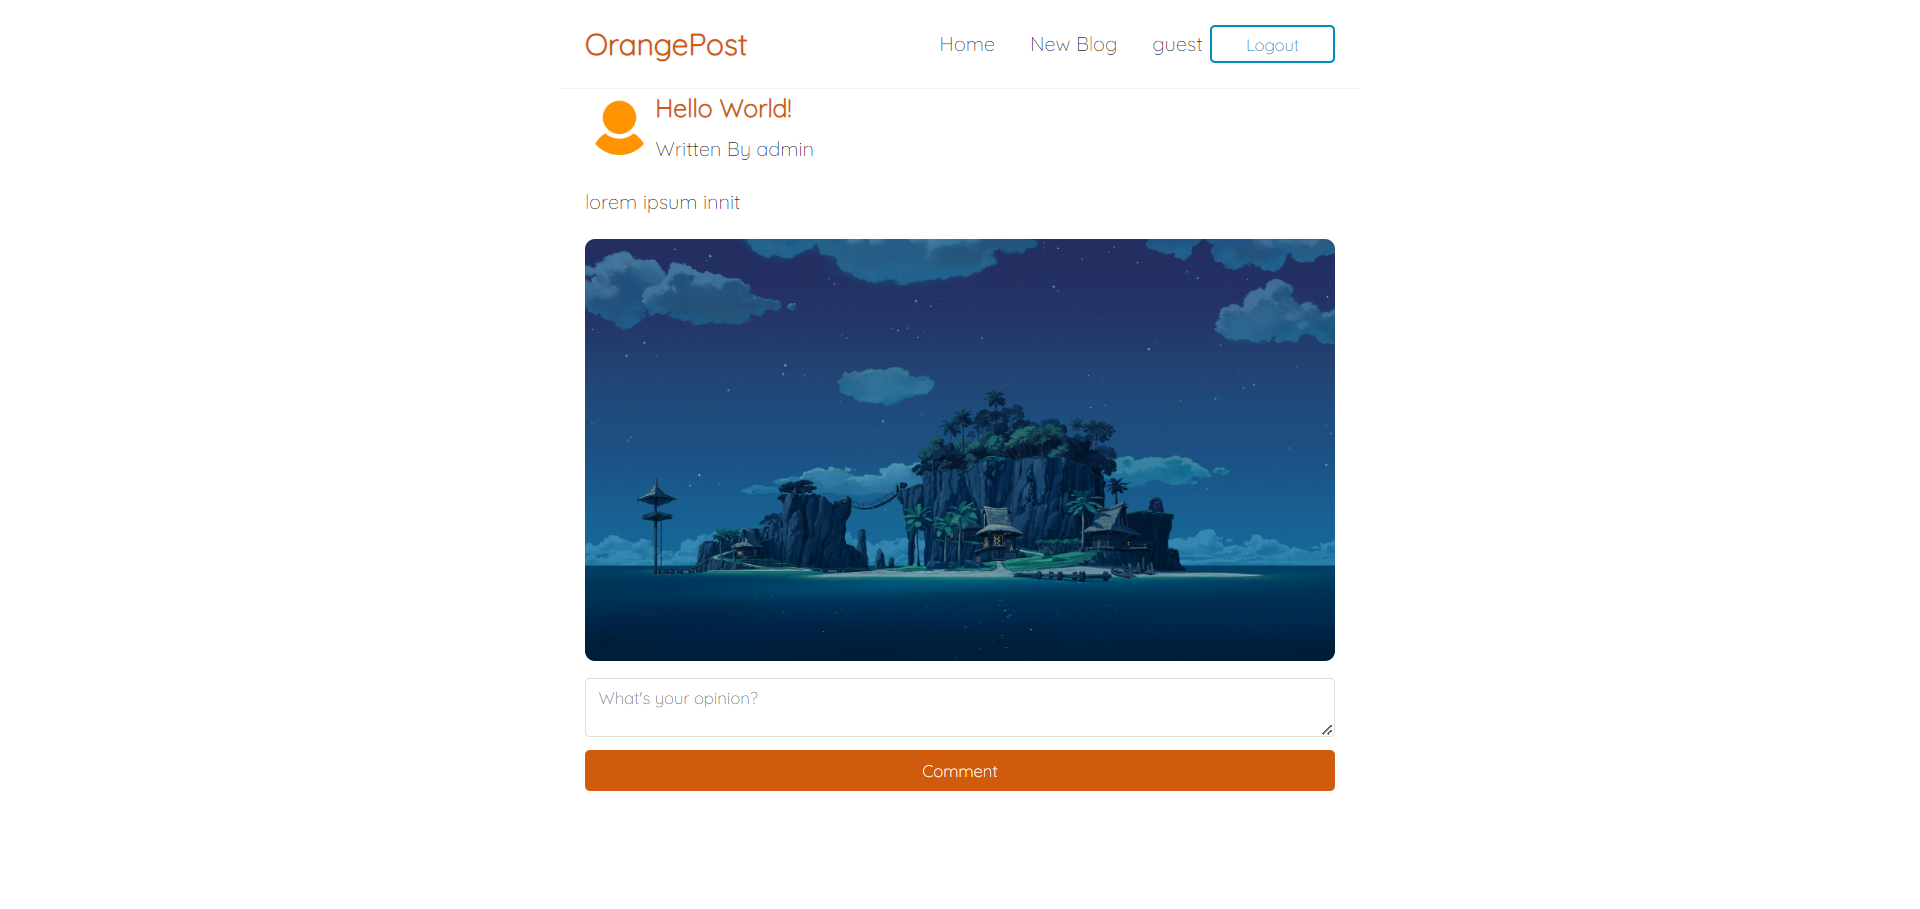 OrangePost
Home New Blog guest Logout
Hello World!
Written By admin
lorem ipsum innit
What's your opinion?
Comment